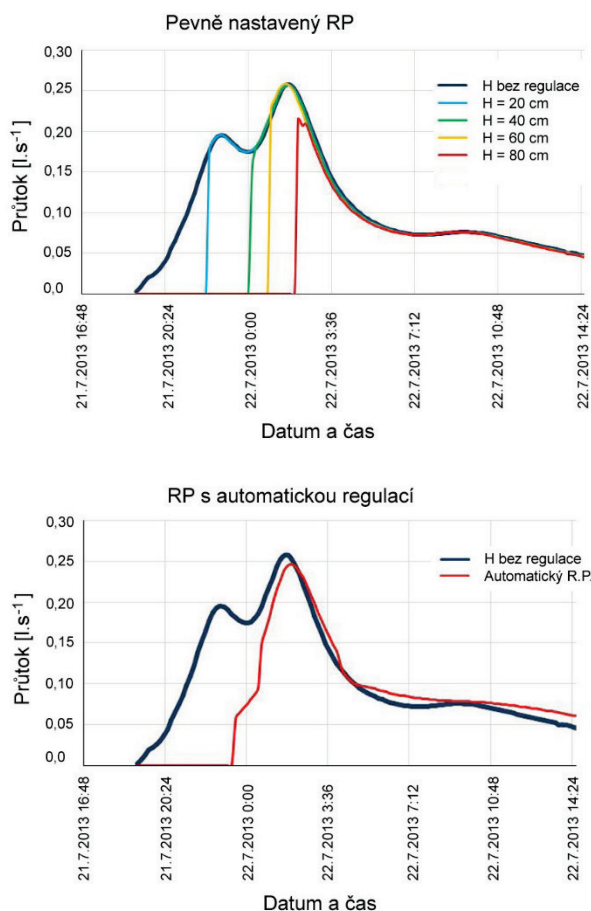 Pevně nastavený RP
0,30
0,25
0,20
0,15
0,10
0,05
0,0
Průtok [l.s-1]
H bez regulace
H = 20 cm
H = 40 cm
H = 60 cm
H = 80 cm
21.7.2013 16:48
21.7.2013 20:24
22.7.2013 0:00
22.7.2013 3:36
22.7.2013 7:12
22.7.2013 10:48
22.7.2013 14:24
Datum a čas
RP s automatickou regulací
0,30
0,25
0,20
0,15
0,10
0,05
0,0
Průtok [l.s-1]
H bez regulace
Automatický R.P.
21.7.2013 16:48
21.7.2013 20:24
22.7.2013 0:00
22.7.2013 3:36
22.7.2013 7:12
22.7.2013 10:48
22.7.2013 14:24
Datum a čas